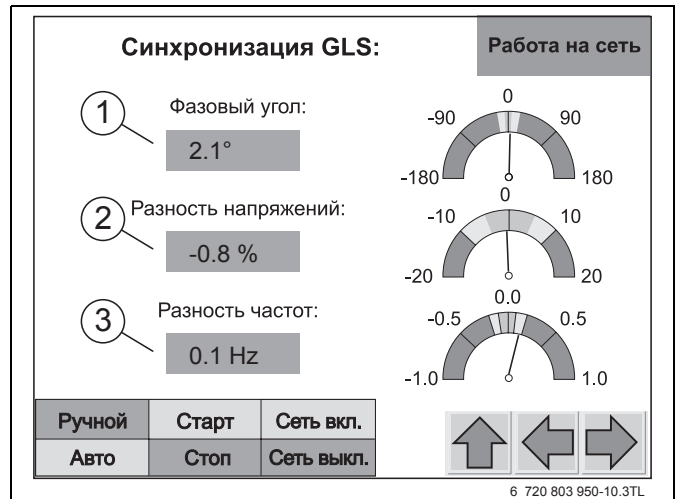 Синхронизация GLS:
Работа на сеть
1
Фазовый угол:
2.1°
0
-90
90
-180
180
2
Разность напряжений:
-0.8 %
0
-10
10
-20
20
3
Разность частот:
0.1 Hz
0.0
-0.5
0.5
-1.0
1.0
Ручной
Старт
Сеть вкл.
Авто
Стоп
Сеть выкл.
6 720 803 950-10.3TL